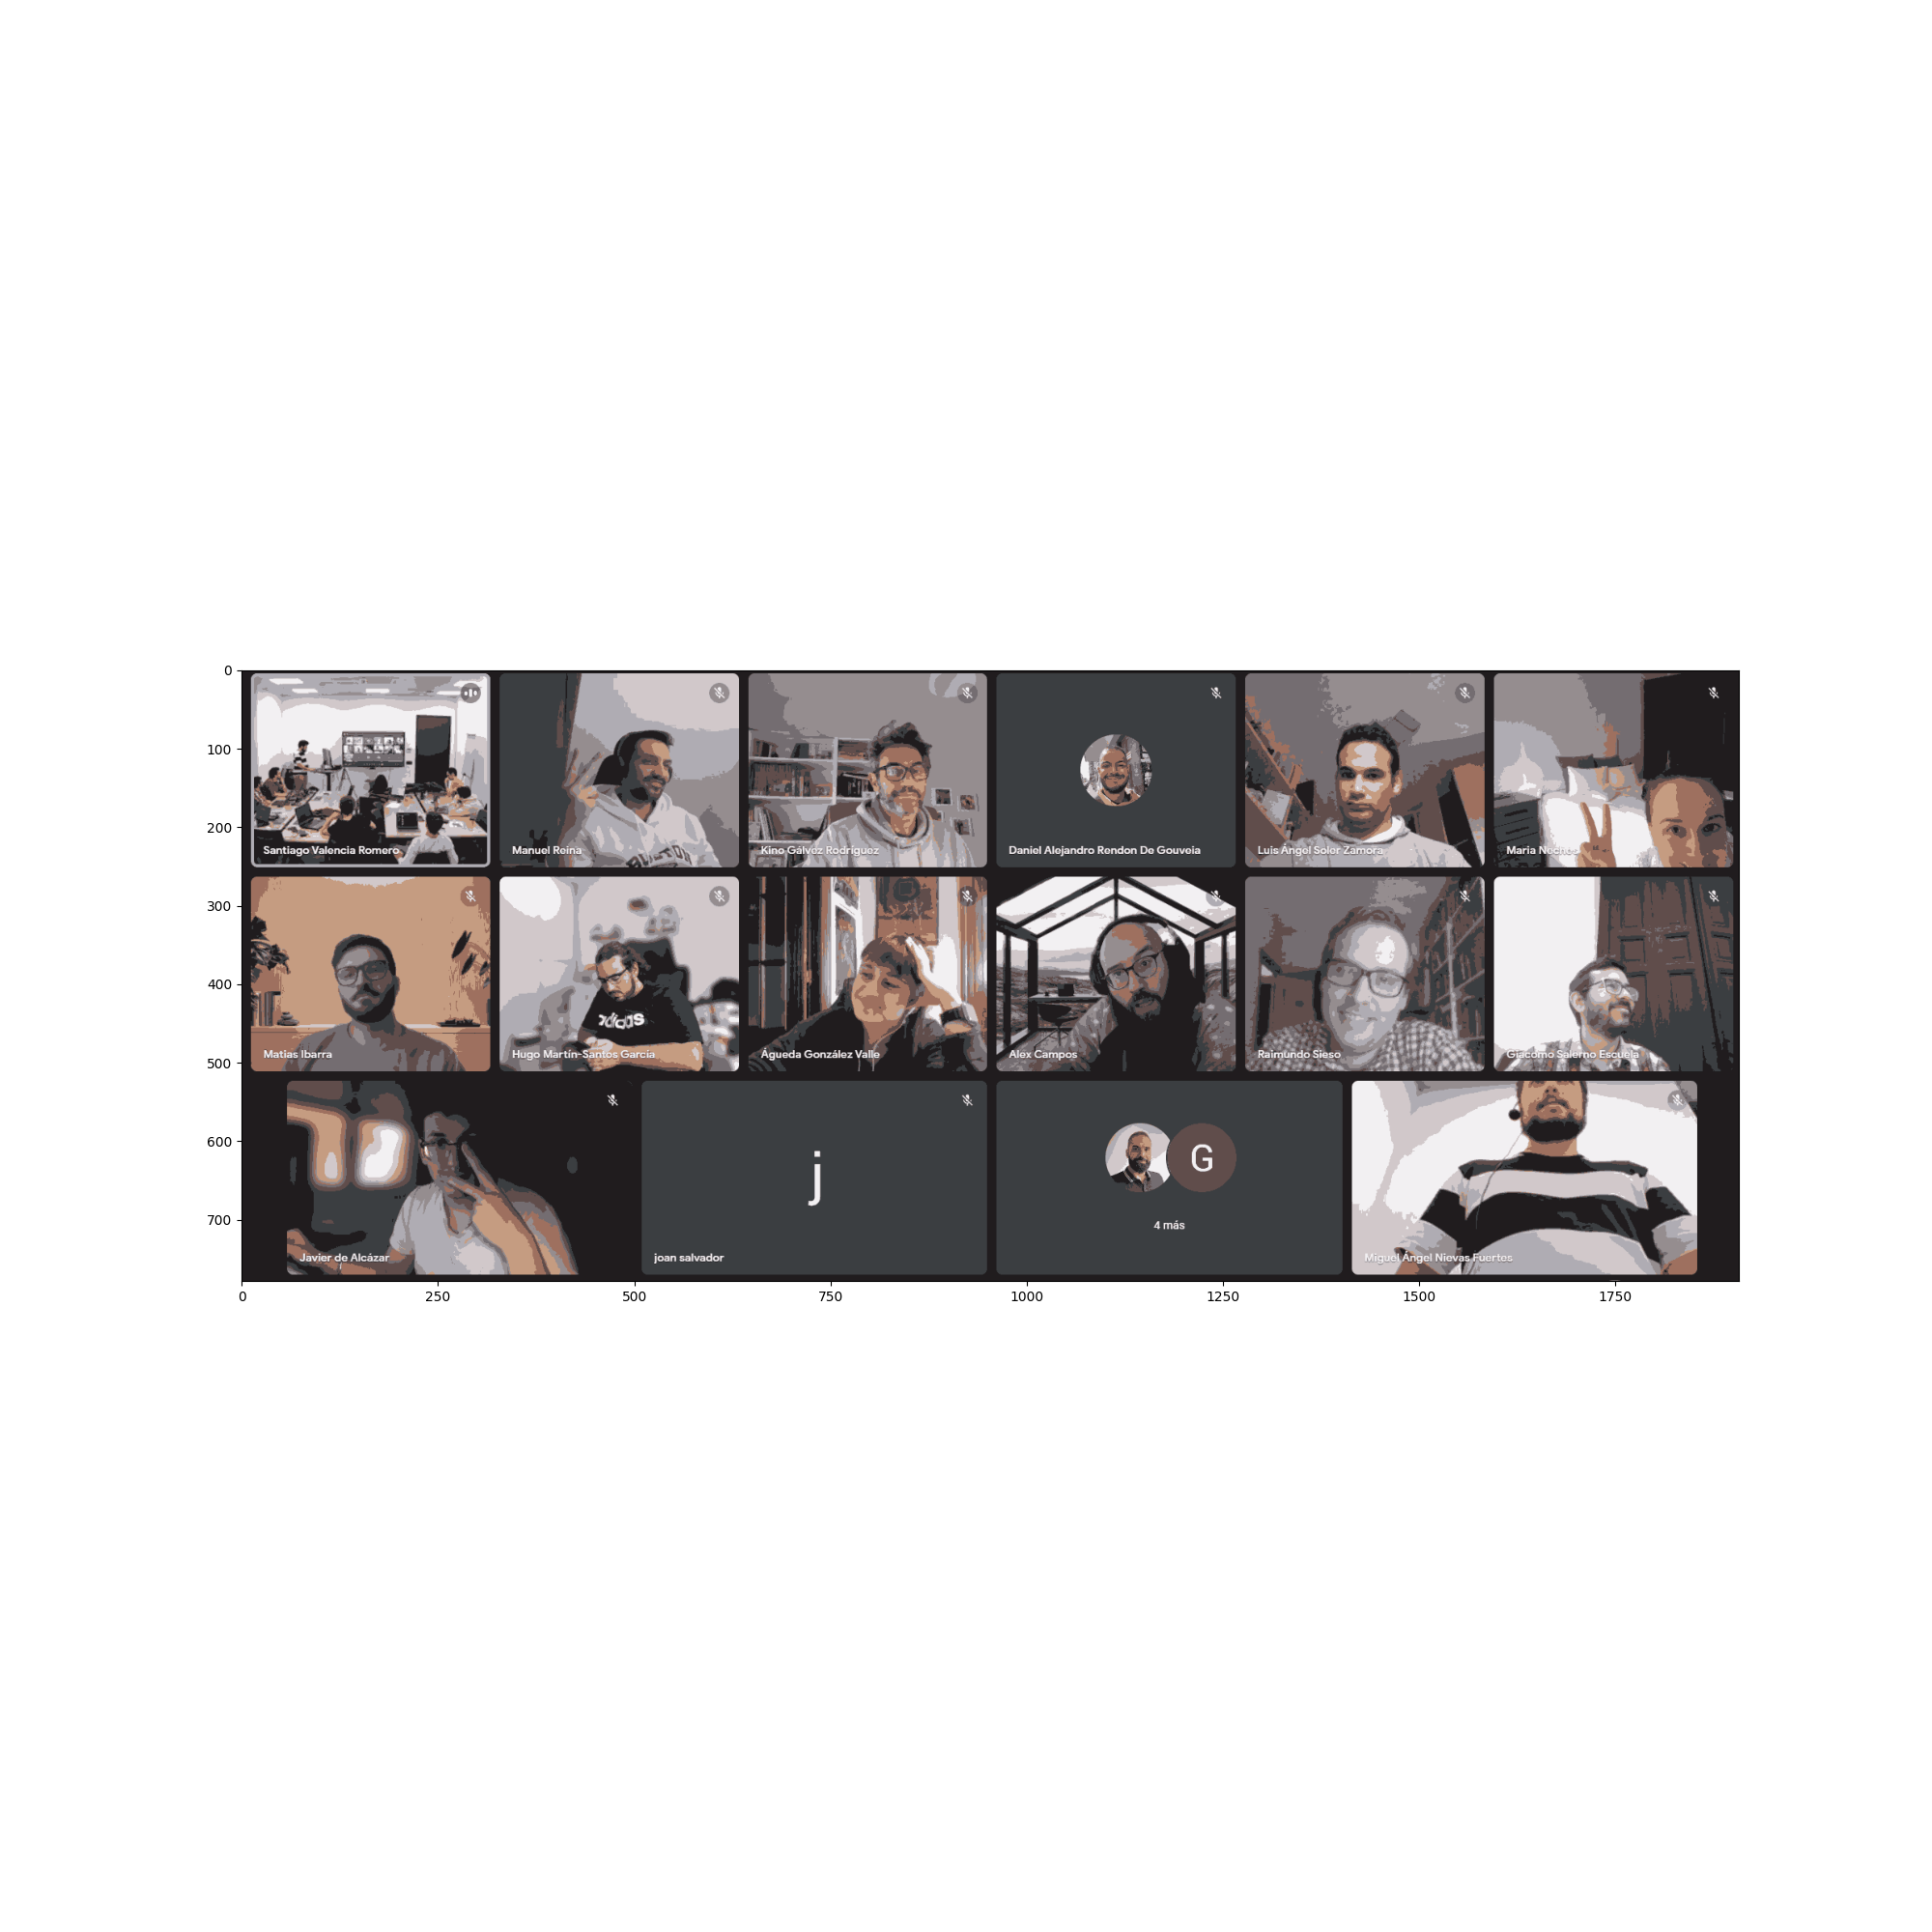 0
100
200
300
400
500
600
700
Santiago Valencia Romero
Manuel Reina
Kino Gálvez Rodríguez
Daniel Alejandro Rendon De Gouveia
Luis Ángel Soler Zamora
Maria
Matias Ibarra
adidas
Hugo Martín-Santos García
Águeda González Valle
Alex Campos
Raimundo Sieso
Giacomo Salerno Escuela
Javier de Alcázar
j
joan salvador
G
4 más
Miguel Ángel Nievas Fuertes
0
250
500
750
1000
1250
1500
1750